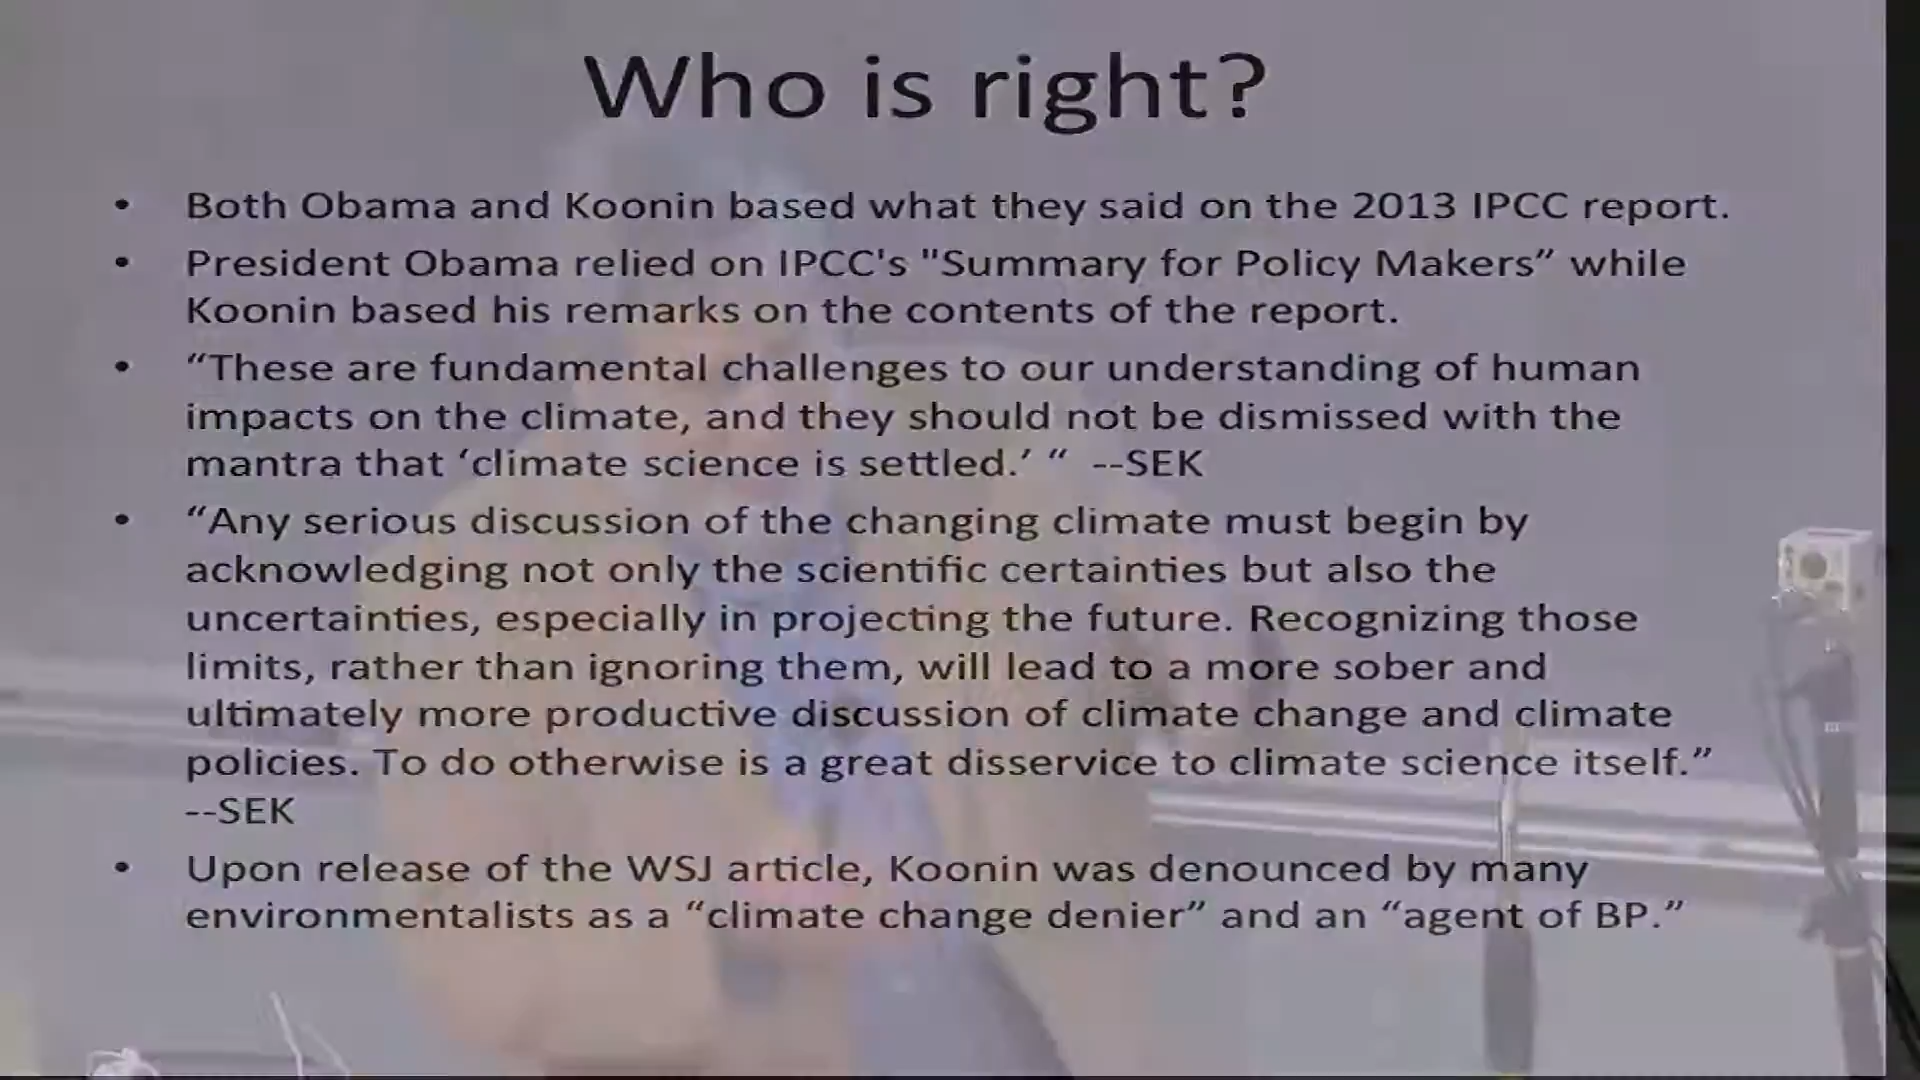 Who is right?
• Both Obama and Koonin based what they said on the 2013 IPCC report.
• President Obama relied on IPCC's "Summary for Policy Makers” while
Koonin based his remarks on the contents of the report.
• “These are fundamental challenges to our understanding of human
impacts on the climate, and they should not be dismissed with the
mantra that ‘climate science is settled.’ “ --SEK
• “Any serious discussion of the changing climate must begin by
acknowledging not only the scientific certainties but also the
uncertainties, especially in projecting the future. Recognizing those
limits, rather than ignoring them, will lead to a more sober and
ultimately more productive discussion of climate change and climate
policies. To do otherwise is a great disservice to climate science itself.”
--SEK
• Upon release of the WSJ article, Koonin was denounced by many
environmentalists as a “climate change denier” and an “agent of BP.”